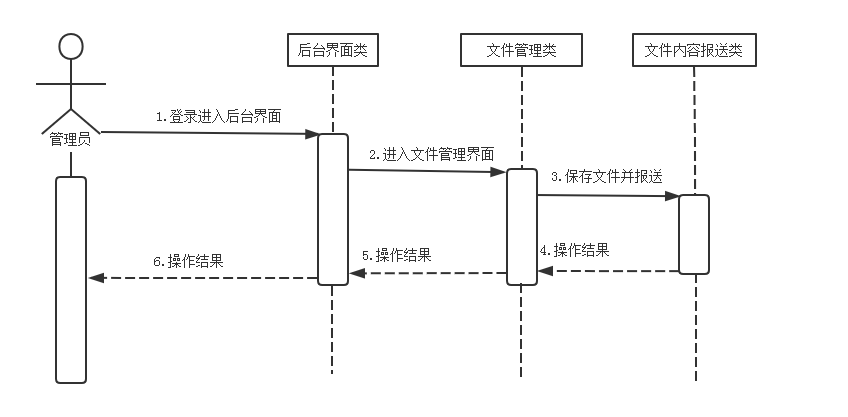 后台界面类
文件管理类
文件内容报送类
管理员
1.登录进入后台界面
2.进入文件管理界面
3.保存文件并报送
4.操作结果
5.操作结果
6.操作结果